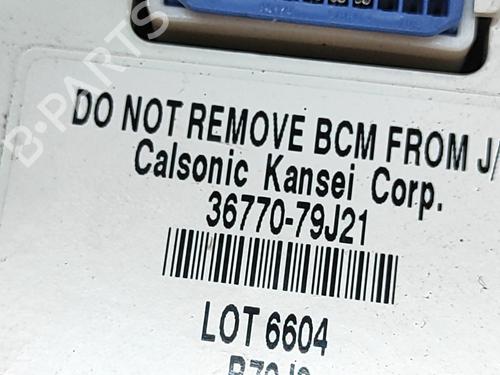 B-PARTS
DO NOT REMOVE BCM FROM J/
Calsonic Kansei Corp.
36770-79J21
LOT 6604